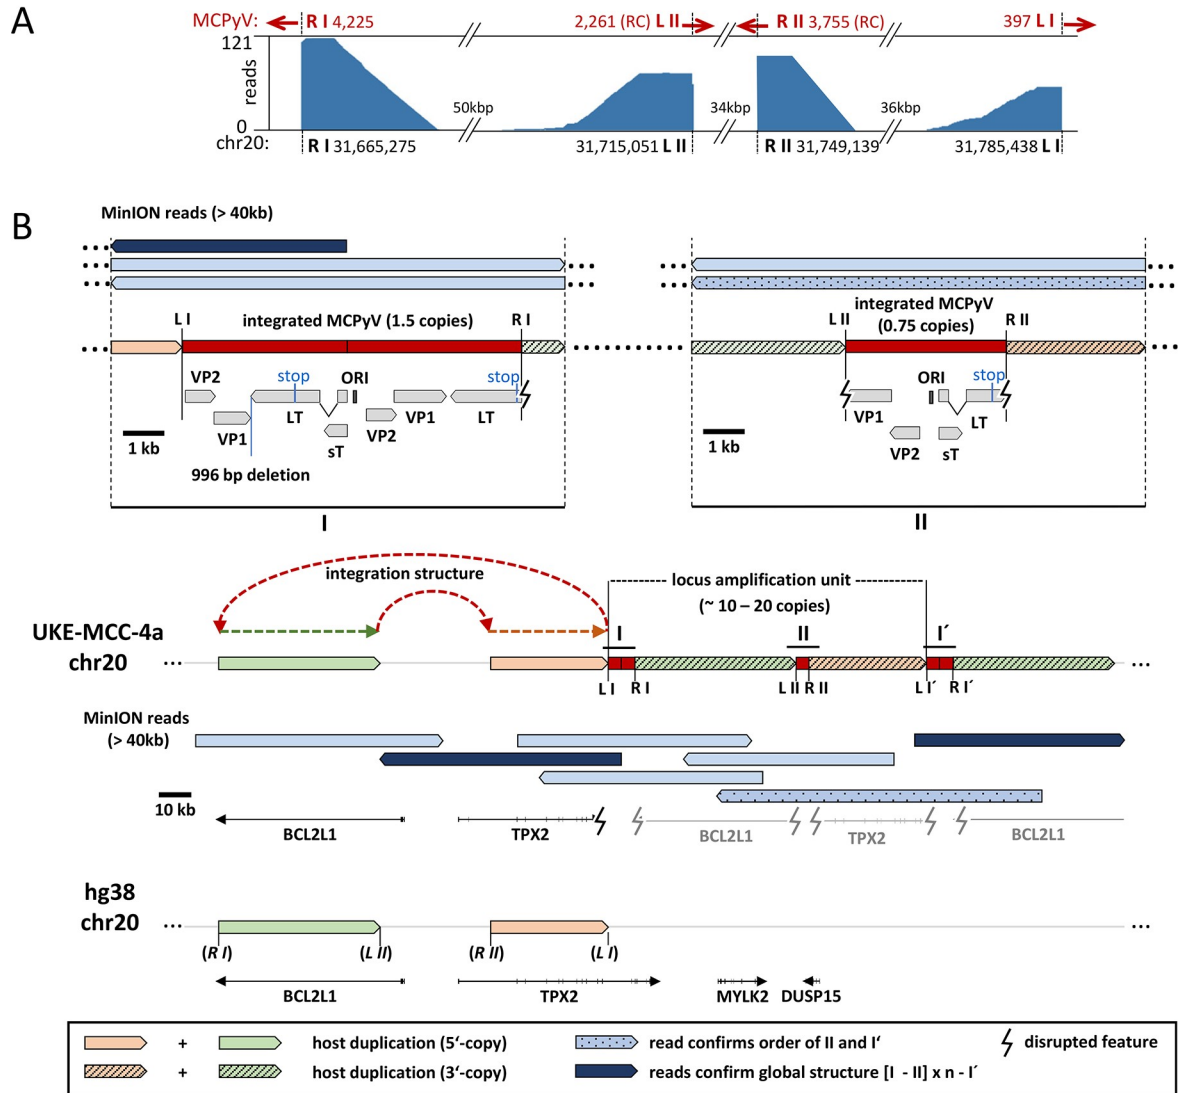 A
MCPyV: R I 4,225 2,261 (RC) L II R II 3,755 (RC) 397 L I
121
reads
50kbp 34kbp 36kbp
0
chr20: R I 31,665,275 31,715,051 L II R II 31,749,139 31,785,438 L I
B
MinION reads (> 40kb)
L I integrated MCPyV (1.5 copies) R I
VP2 stop ORI stop
VP1 LT sT VP2 VP1 LT
1 kb
996 bp deletion
I
integrated MCPyV
L II (0.75 copies) R II
ORI stop
VP1 VP2 sT LT
1 kb
II
integration structure
locus amplification unit
(~ 10 – 20 copies)
UKE-MCC-4a
chr20
I II I´
L I R I L II R II L I´ R I´
MinION reads
(> 40kb)
10 kb
BCL2L1 TPX2 BCL2L1 TPX2 BCL2L1
hg38
chr20
(R I) (L II) (R II) (L I)
BCL2L1 TPX2 MYLK2 DUSP15
+ host duplication (5‘-copy) read confirms order of II and I‘ disrupted feature
+ host duplication (3‘-copy) reads confirm global structure [I - II] x n - I´